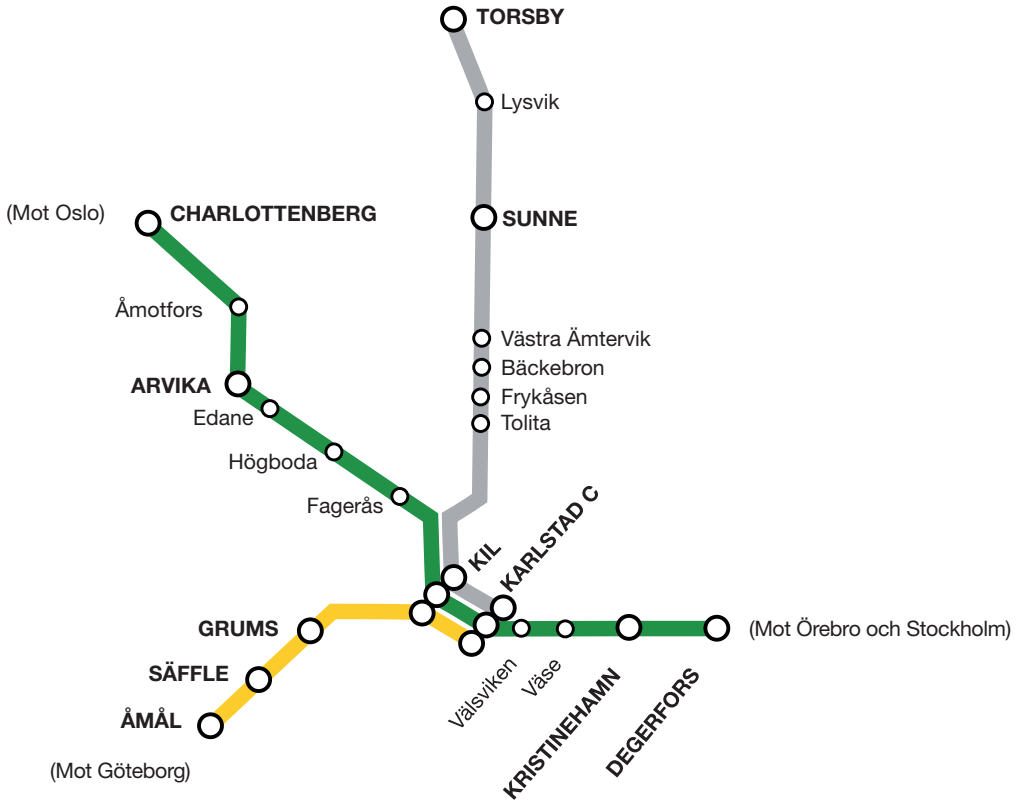 TORSBY
Lysvik
(Mot Oslo)
CHARLOTTENBERG
SUNNE
Åmotfors
Västra Ämtervik
Bäckebron
ARVIKA
Frykåsen
Edane
Tolita
Högboda
Fagerås
KIL
KARLSTAD C
GRUMS
(Mot Örebro och Stockholm)
SÄFFLE
Välsviken
Väse
KRISTINEHAMN
DEGERFORS
ÅMÅL
(Mot Göteborg)